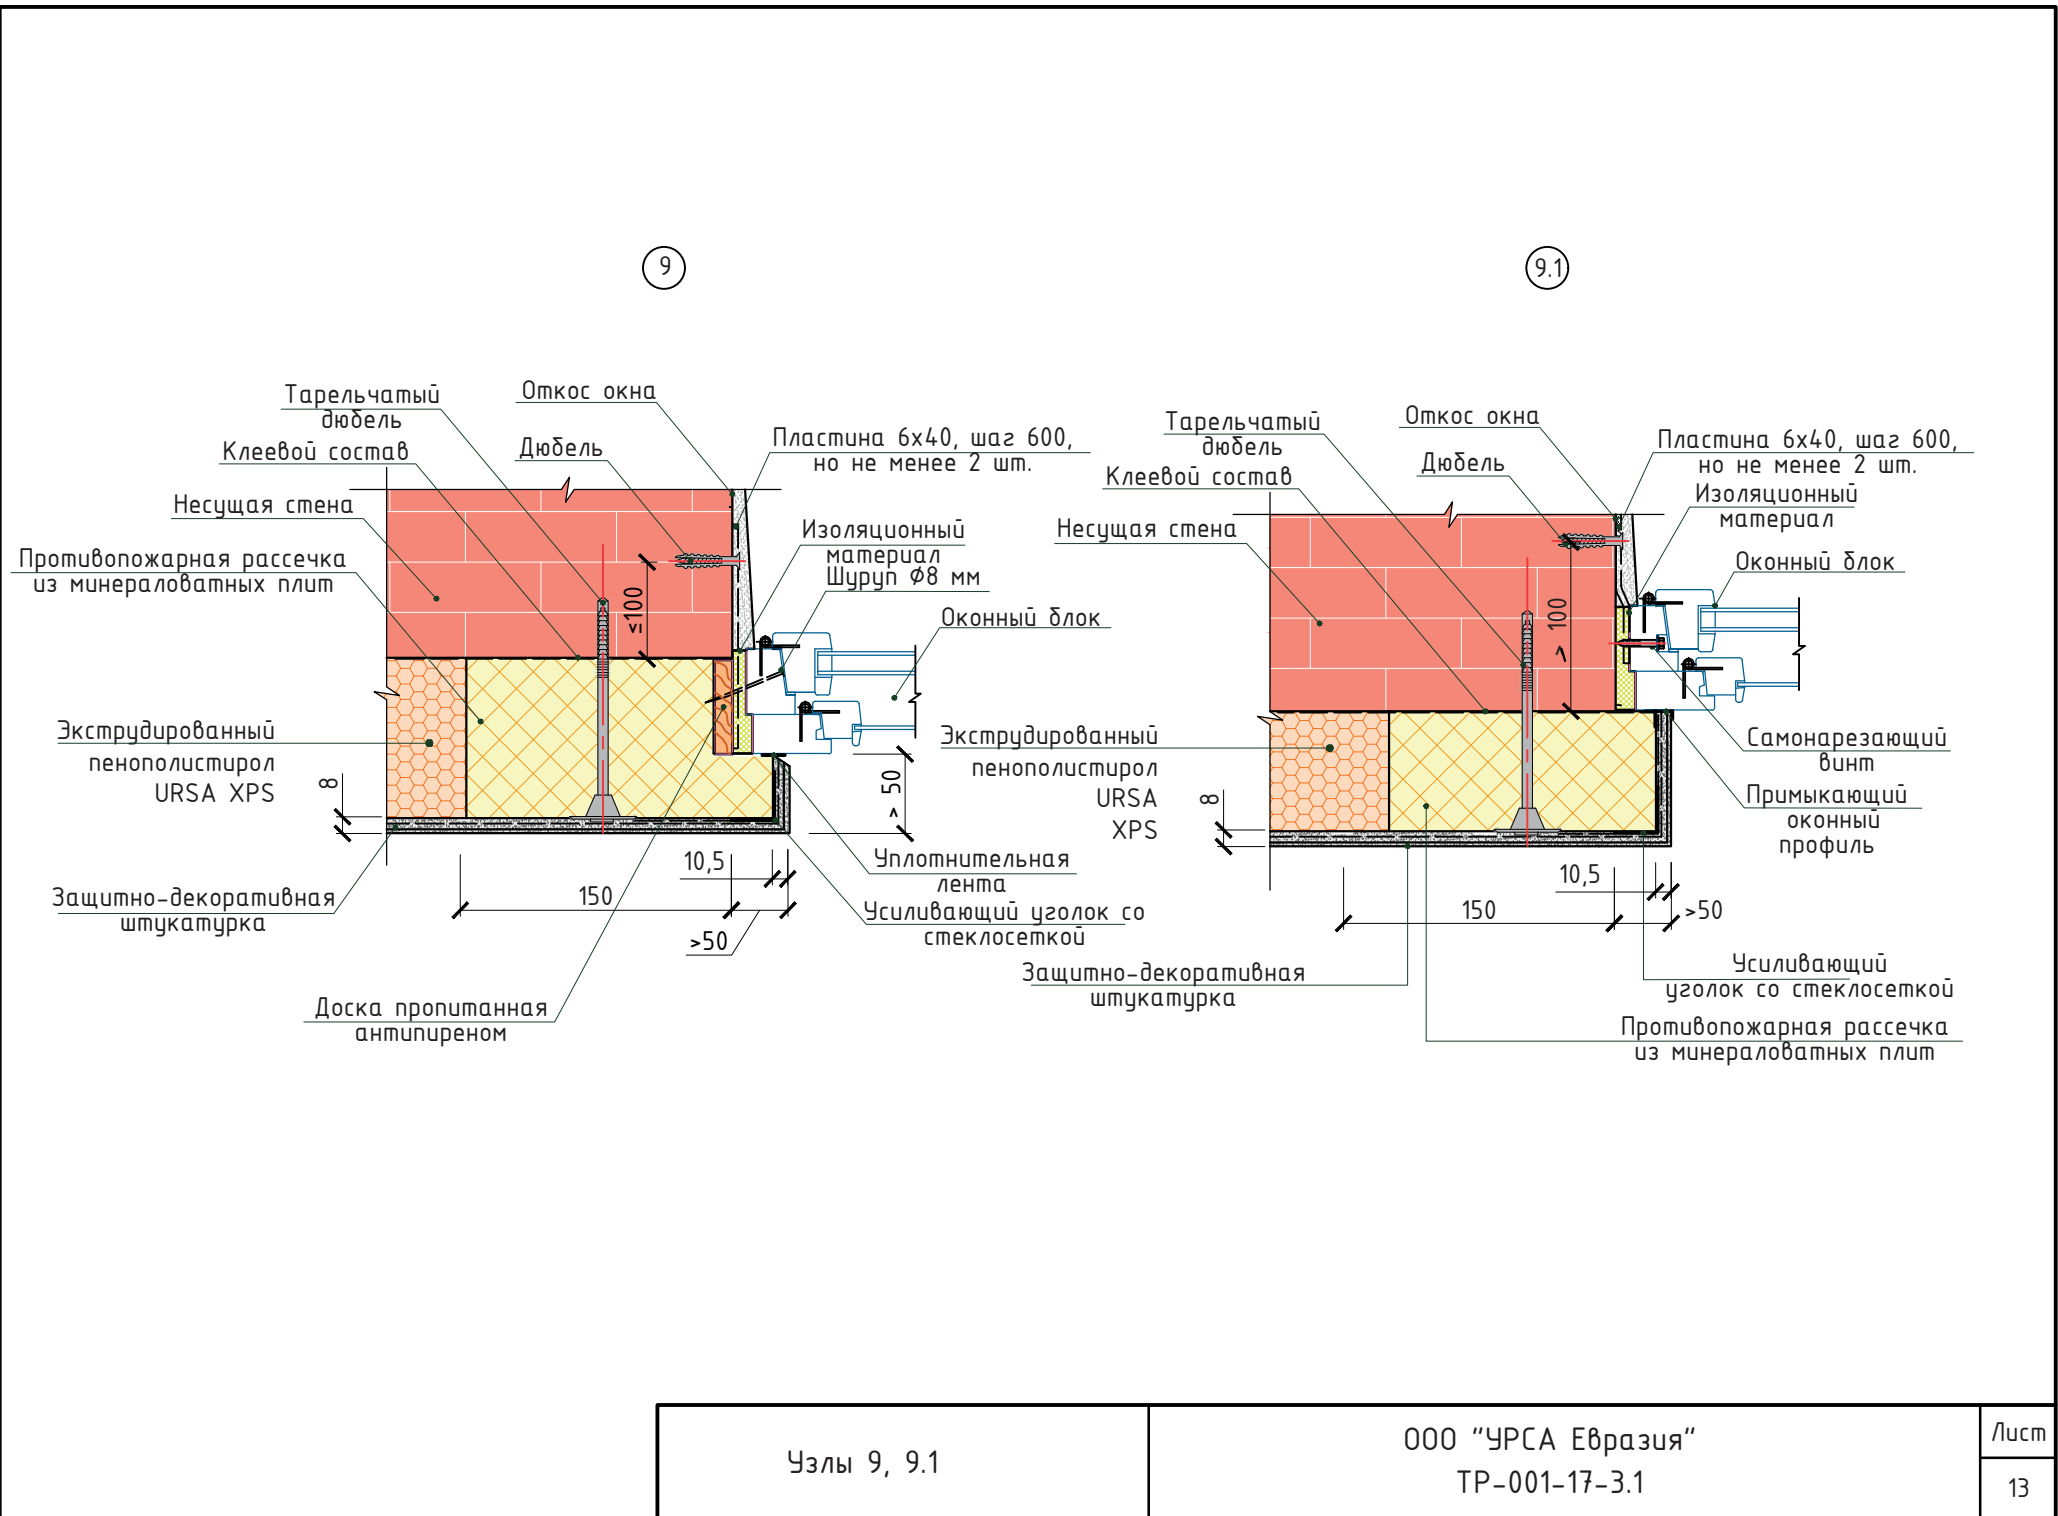 9
Тарельчатый
дюбель
Откос окна
Клеевой состав
Дюбель
Пластина 6х40, шаг 600,
но не менее 2 шт.
Несущая стена
Изоляционный
материал
Шуруп Ф8 мм
Противопожарная рассечка
из минераловатных плит
≤100
Оконный блок
Экструдированный
пенополистирол
URSA XPS
8
> 50
10,5
Уплотнительная
лента
Защитно-декоративная
штукатурка
150
Усиливающий уголок со
стеклосеткой
>50
Доска пропитанная
антипиреном
9.1
Тарельчатый
дюбель
Откос окна
Клеевой состав
Дюбель
Пластина 6х40, шаг 600,
но не менее 2 шт.
Изоляционный
материал
Несущая стена
Оконный блок
> 100
Экструдированный
пенополистирол
URSA
XPS
8
Самонарезающий
винт
Примыкающий
оконный
профиль
10,5
150
>50
Защитно-декоративная
штукатурка
Усиливающий
уголок со стеклосеткой
Противопожарная рассечка
из минераловатных плит
Узлы 9, 9.1
ООО "УРСА Евразия"
ТР-001-17-3.1
Лист
13